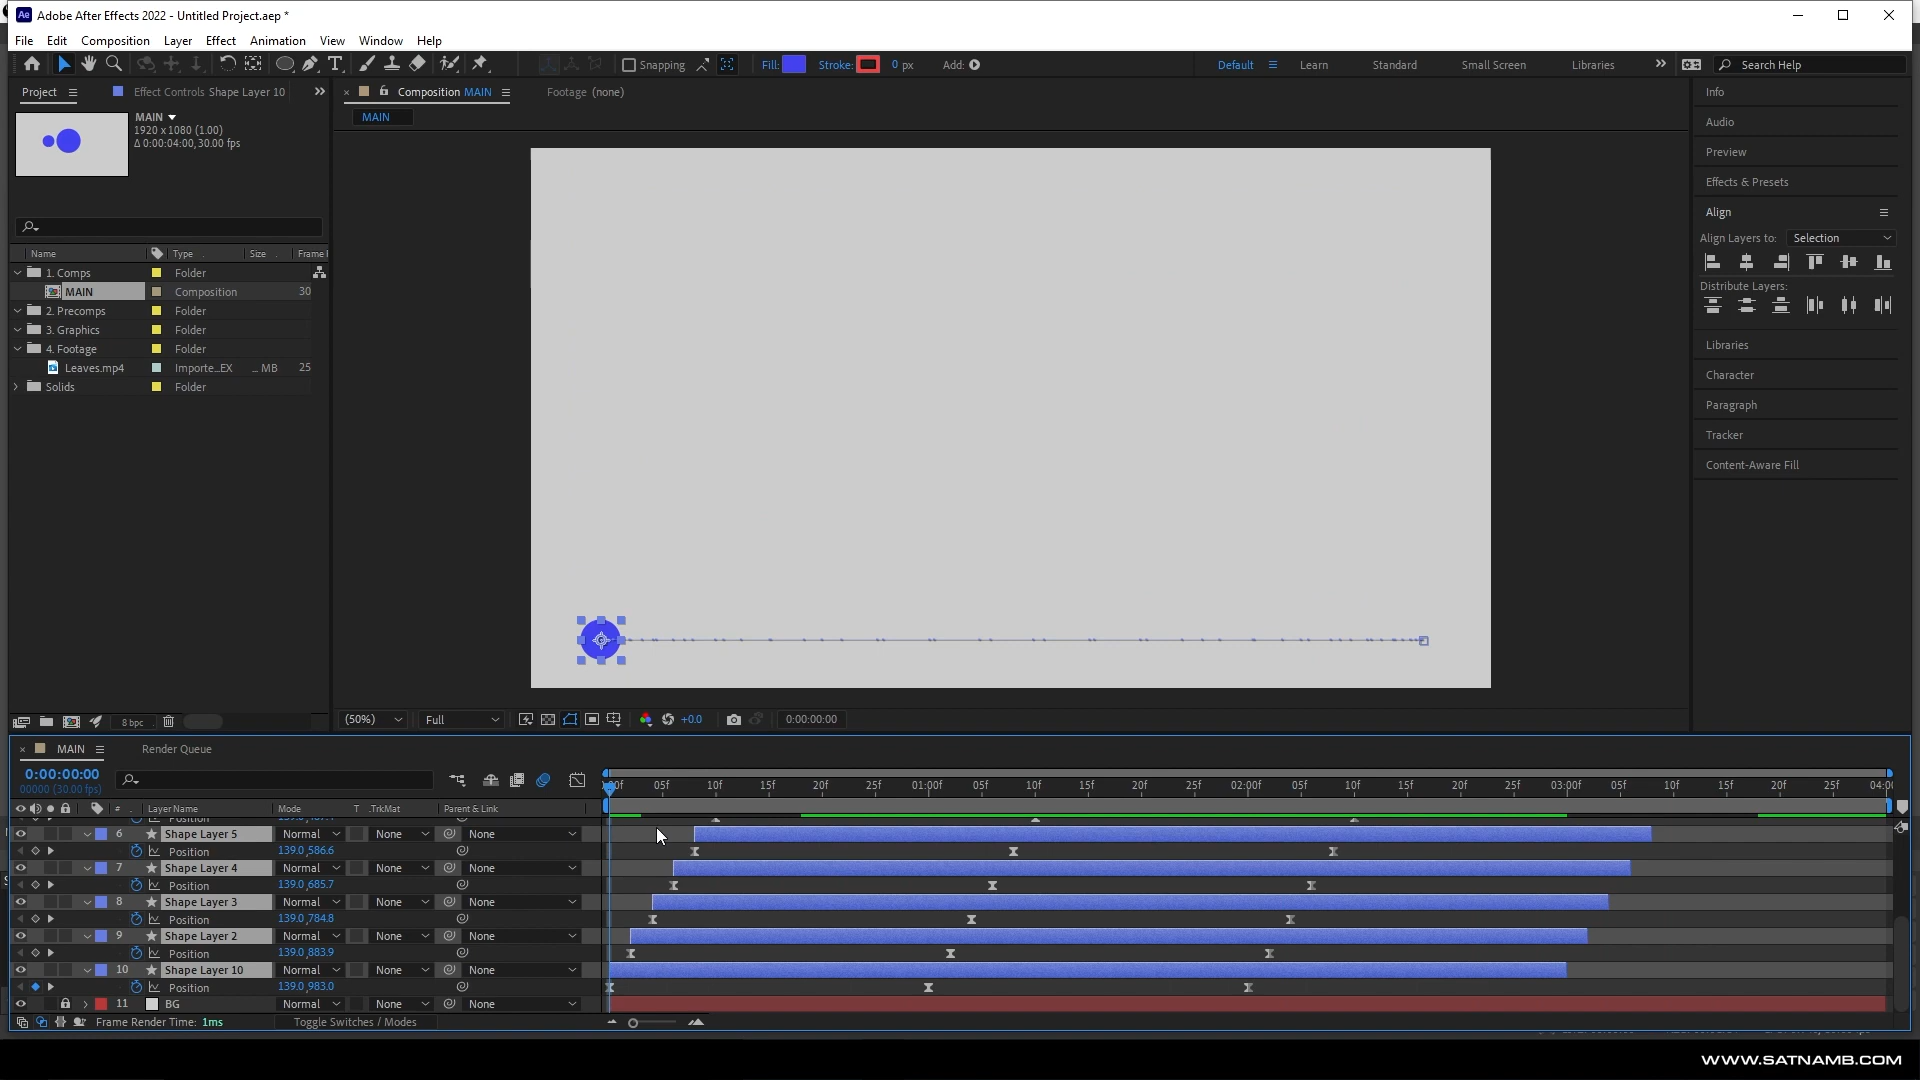 Adobe After Effects 2022 - Untitled Project.aep *
File Edit Composition Layer Effect Animation View Window Help
Snapping Fill: Stroke: 0 px Add: Default Learn Standard Small Screen Libraries Search Help
Project Effect Controls Shape Layer 10 Composition MAIN Footage (none)
MAIN
1920 x 1080 (1.00)
Δ 0:00:04:00, 30.00 fps
MAIN
Name Type Size Frame
1. Comps Folder
MAIN Composition 30
2. Precomps Folder
3. Graphics Folder
4. Footage Folder
Leaves.mp4 Importe...EX ... MB 25
Solids Folder
8 bpc
(50%) Full +0.0 0:00:00:00
Info
Audio
Preview
Effects & Presets
Align
Align Layers to: Selection
Distribute Layers:
Libraries
Character
Paragraph
Tracker
Content-Aware Fill
MAIN Render Queue
0:00:00:00
00000 (30.00 fps)
:00f 05f 10f 15f 20f 25f 01:00f 05f 10f 15f 20f 25f 02:00f 05f 10f 15f 20f 25f 03:00f 05f 10f 15f 20f 25f 04:00
# Layer Name Mode T .TrkMat Parent & Link
6 Shape Layer 5 Normal None None
Position 139.0,586.6
7 Shape Layer 4 Normal None None
Position 139.0,685.7
8 Shape Layer 3 Normal None None
Position 139.0,784.8
9 Shape Layer 2 Normal None None
Position 139.0,883.9
10 Shape Layer 10 Normal None None
Position 139.0,983.0
11 BG Normal None None
Frame Render Time: 1ms Toggle Switches / Modes
WWW.SATNAMB.COM